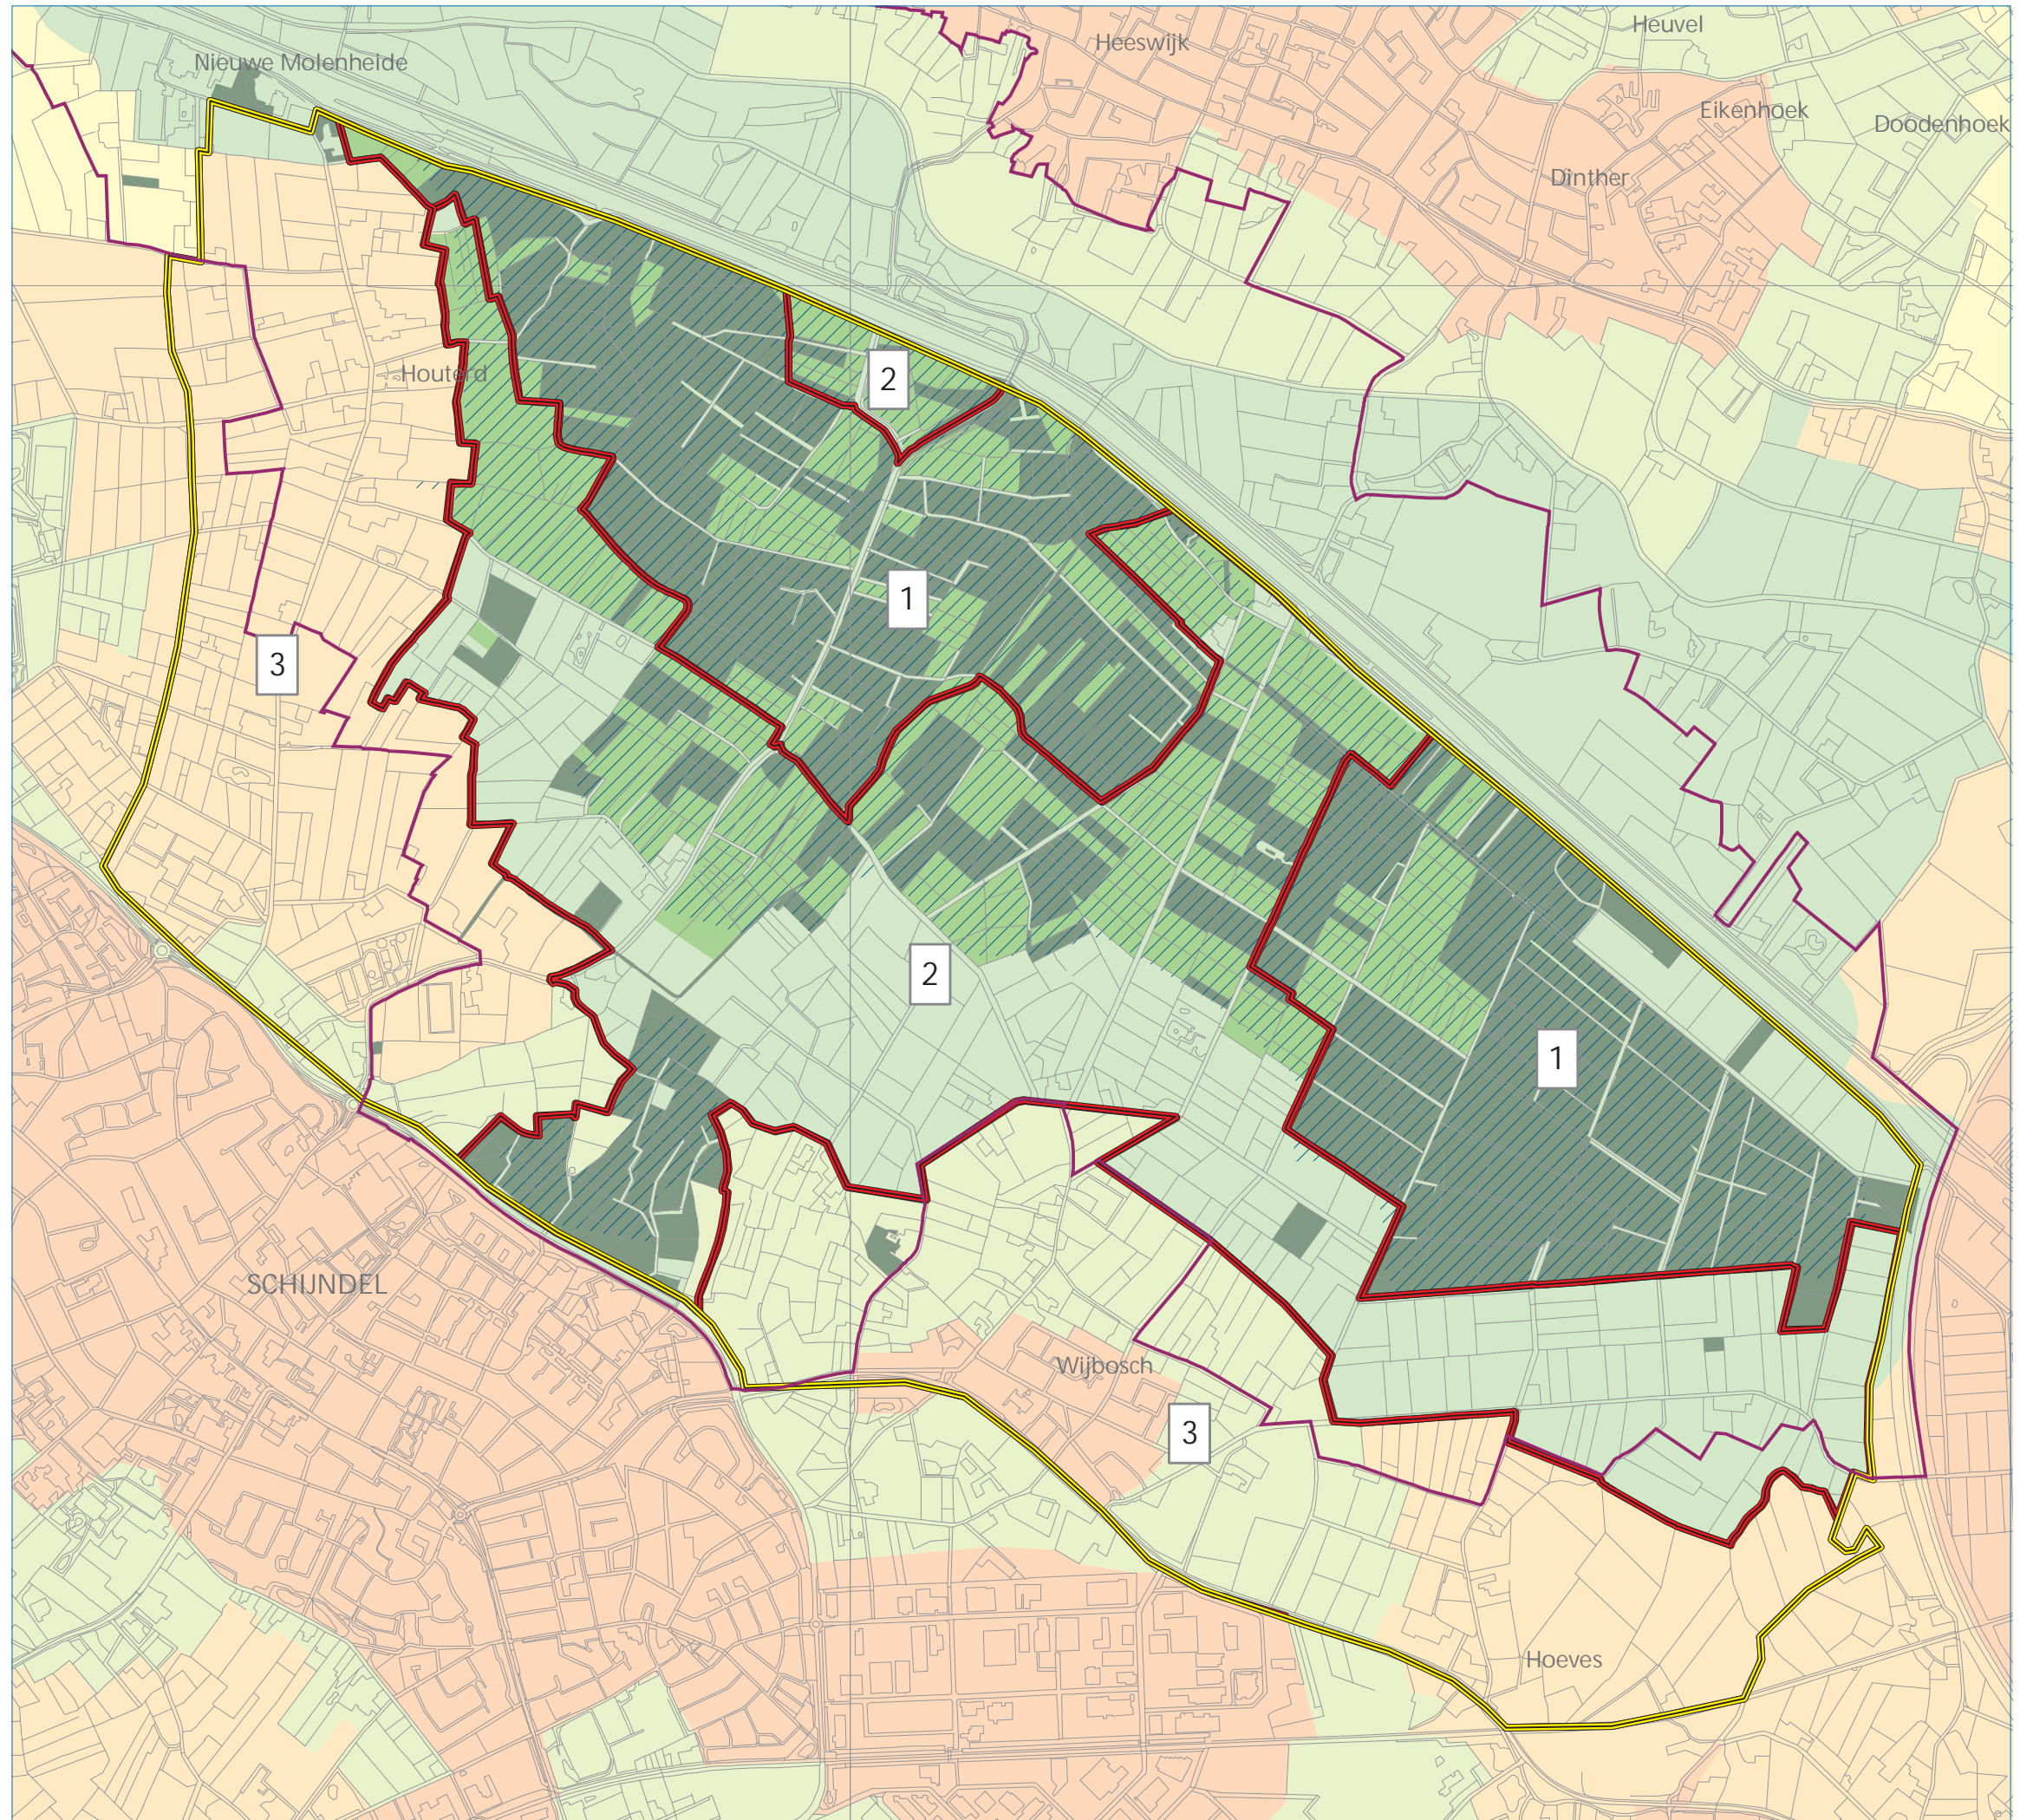 Heuvel
Heeswijk
Nieuwe Molenheide
Eikenhoek
Doodenhoek
Dinther
Houterd
2
1
3
2
1
SCHIJNDEL
Wijbosch
3
Hoeves